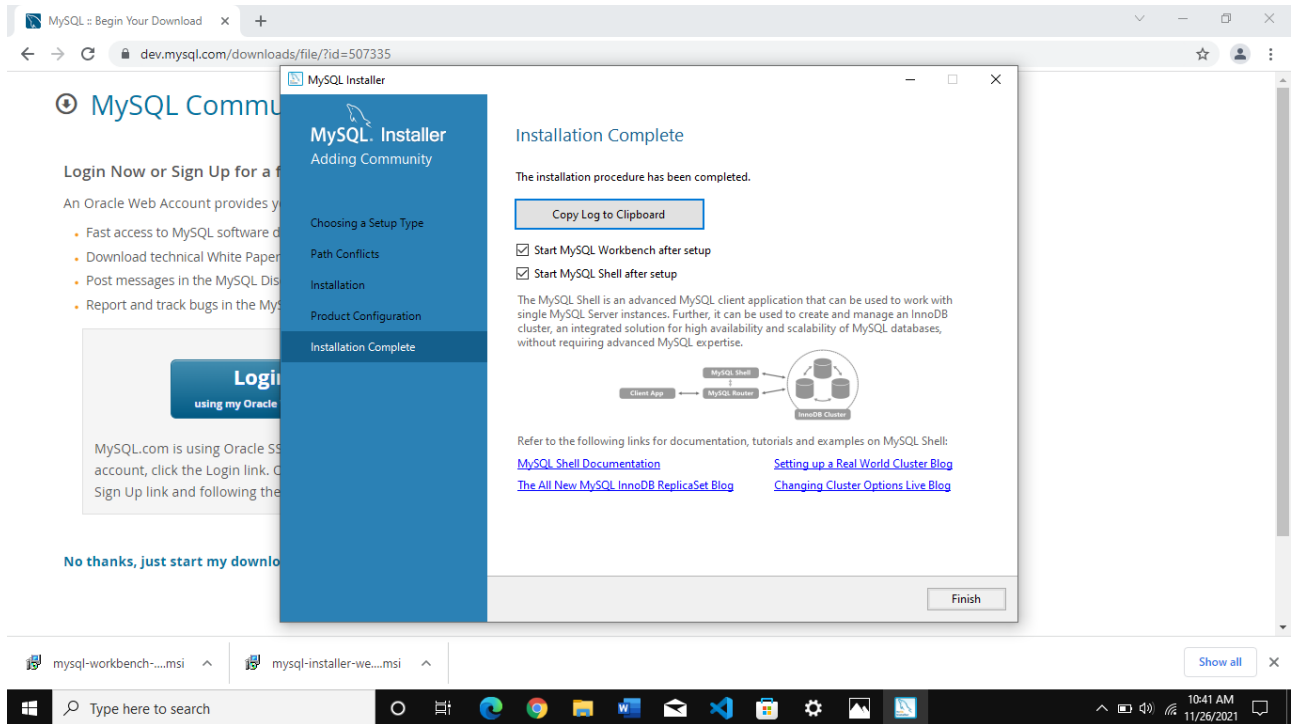 MySQL :: Begin Your Download
dev.mysql.com/downloads/file/?id=507335
MySQL Commu
Login Now or Sign Up for a f
An Oracle Web Account provides y
Fast access to MySQL software d
Download technical White Paper
Post messages in the MySQL Dis
Report and track bugs in the MyS
Logi
using my Oracle
MySQL.com is using Oracle SS
account, click the Login link. O
Sign Up link and following the
No thanks, just start my downlo
MySQL Installer
MySQL. Installer
Adding Community
Choosing a Setup Type
Path Conflicts
Installation
Product Configuration
Installation Complete
Installation Complete
The installation procedure has been completed.
Copy Log to Clipboard
Start MySQL Workbench after setup
Start MySQL Shell after setup
The MySQL Shell is an advanced MySQL client application that can be used to work with
single MySQL Server instances. Further, it can be used to create and manage an InnoDB
cluster, an integrated solution for high availability and scalability of MySQL databases,
without requiring advanced MySQL expertise.
MySQL Shell
Client App
MySQL Router
InnoDB Cluster
Refer to the following links for documentation, tutorials and examples on MySQL Shell:
MySQL Shell Documentation
Setting up a Real World Cluster Blog
The All New MySQL InnoDB ReplicaSet Blog
Changing Cluster Options Live Blog
Finish
mysql-workbench-....msi
mysql-installer-we....msi
Show all
Type here to search
10:41 AM
11/26/2021